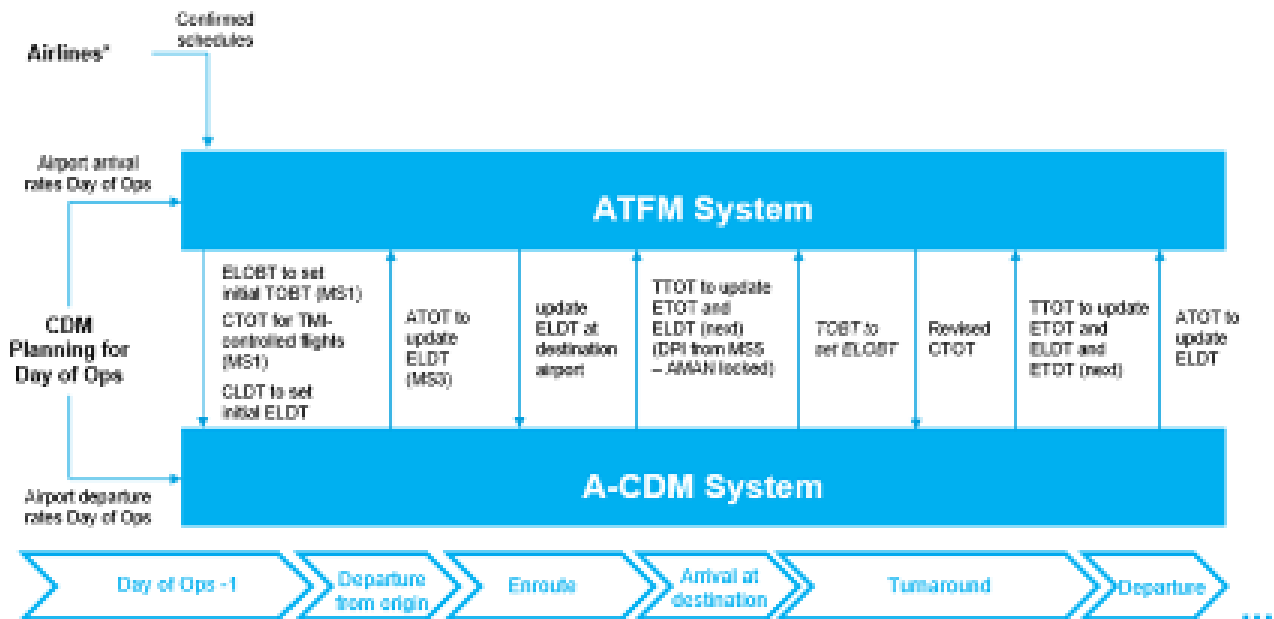 Confirmed
schedules
Airlines*
Airport arrival
rates Day of Ops
ATFM System
ELOBT to set
initial TOBT (MS1)
CTOT for TMI-
controlled flights
(MS1)
CLDT to set
initial ELDT
ATOT to
update
ELDT
(MS3)
update
ELDT at
destination
airport
TTOT to update
ETOT and
ELDT (next)
(DPI from MS5
– AMAN locked)
TOBT to
set ELOBT
Revised
CTOT
TTOT to update
ETOT and
ELDT and
ETOT (next)
ATOT to
update
ELDT
CDM
Planning for
Day of Ops
A-CDM System
Airport departure
rates Day of Ops
Day of Ops -1
Departure
from origin
Enroute
Arrival at
destination
Turnaround
Departure
...